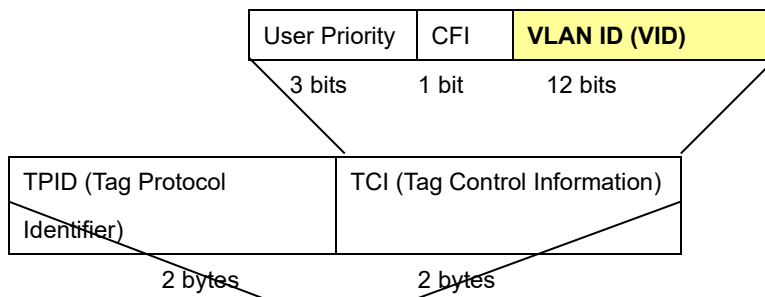 User Priority CFI VLAN ID (VID)
3 bits 1 bit 12 bits
TPID (Tag Protocol Identifier) TCI (Tag Control Information)
2 bytes 2 bytes